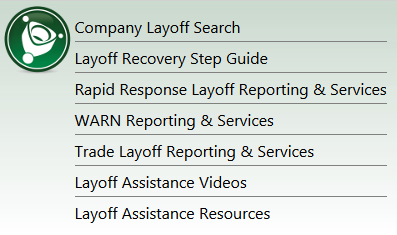 Company Layoff Search
Layoff Recovery Step Guide
Rapid Response Layoff Reporting & Services
WARN Reporting & Services
Trade Layoff Reporting & Services
Layoff Assistance Videos
Layoff Assistance Resources